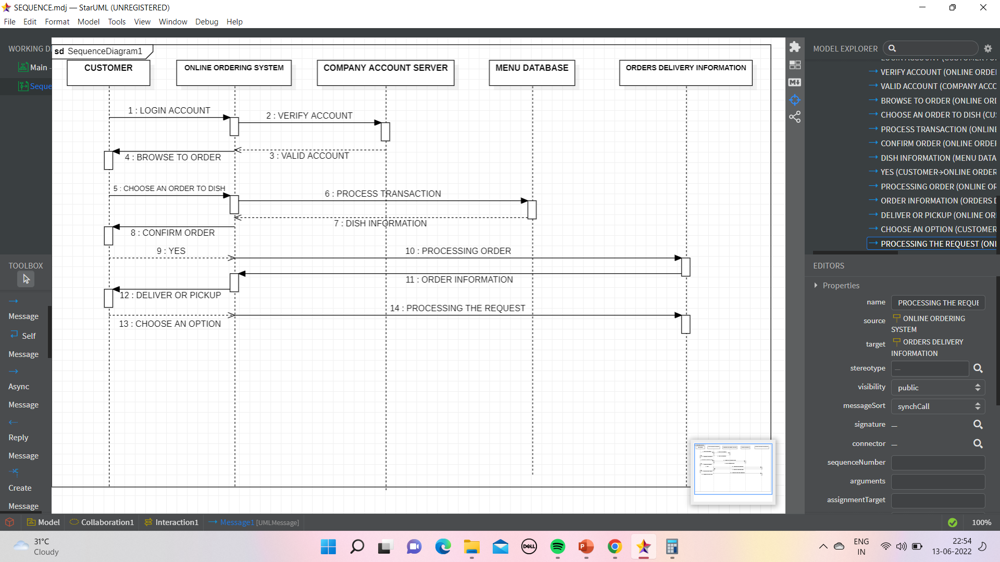 SEQUENCE.mdj — StarUML (UNREGISTERED)
File Edit Format Model Tools View Window Debug Help
WORKING D
Main -
Seque
sd SequenceDiagram1
CUSTOMER
ONLINE ORDERING SYSTEM
COMPANY ACCOUNT SERVER
MENU DATABASE
ORDERS DELIVERY INFORMATION
1 : LOGIN ACCOUNT
2 : VERIFY ACCOUNT
3 : VALID ACCOUNT
4 : BROWSE TO ORDER
5 : CHOOSE AN ORDER TO DISH
6 : PROCESS TRANSACTION
7 : DISH INFORMATION
8 : CONFIRM ORDER
9 : YES
10 : PROCESSING ORDER
11 : ORDER INFORMATION
12 : DELIVER OR PICKUP
14 : PROCESSING THE REQUEST
13 : CHOOSE AN OPTION
TOOLBOX
Message
Self
Message
Async
Message
Reply
Message
Create
Message
MODEL EXPLORER
VERIFY ACCOUNT (ONLINE ORDEI
VALID ACCOUNT (COMPANY ACCC
BROWSE TO ORDER (ONLINE ORI
CHOOSE AN ORDER TO DISH (CU
PROCESS TRANSACTION (ONLINE
CONFIRM ORDER (ONLINE ORDE
DISH INFORMATION (MENU DATA
YES (CUSTOMER→ONLINE ORDER
PROCESSING ORDER (ONLINE OR
ORDER INFORMATION (ORDERS D
DELIVER OR PICKUP (ONLINE OR
CHOOSE AN OPTION (CUSTOMER
PROCESSING THE REQUEST (ONL
EDITORS
Properties
name PROCESSING THE REQUE
source ONLINE ORDERING
SYSTEM
target ORDERS DELIVERY
INFORMATION
stereotype —
visibility public
messageSort synchCall
signature —
connector —
sequenceNumber
arguments
assignmentTarget
Model Collaboration1 Interaction1 Message1 [UMLMessage]
100%
31°C
Cloudy
DELL
ENG
IN
22:54
13-06-2022